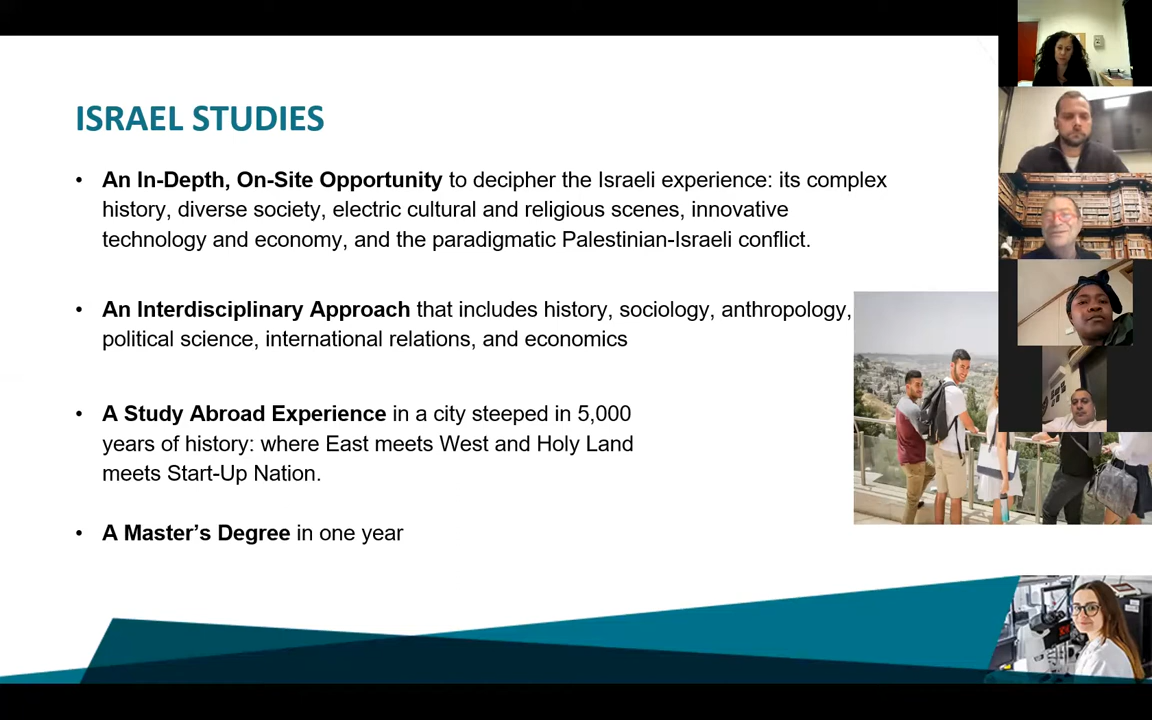 ISRAEL STUDIES
• An In-Depth, On-Site Opportunity to decipher the Israeli experience: its complex
history, diverse society, electric cultural and religious scenes, innovative
technology and economy, and the paradigmatic Palestinian-Israeli conflict.
• An Interdisciplinary Approach that includes history, sociology, anthropology,
political science, international relations, and economics
• A Study Abroad Experience in a city steeped in 5,000
years of history: where East meets West and Holy Land
meets Start-Up Nation.
• A Master’s Degree in one year